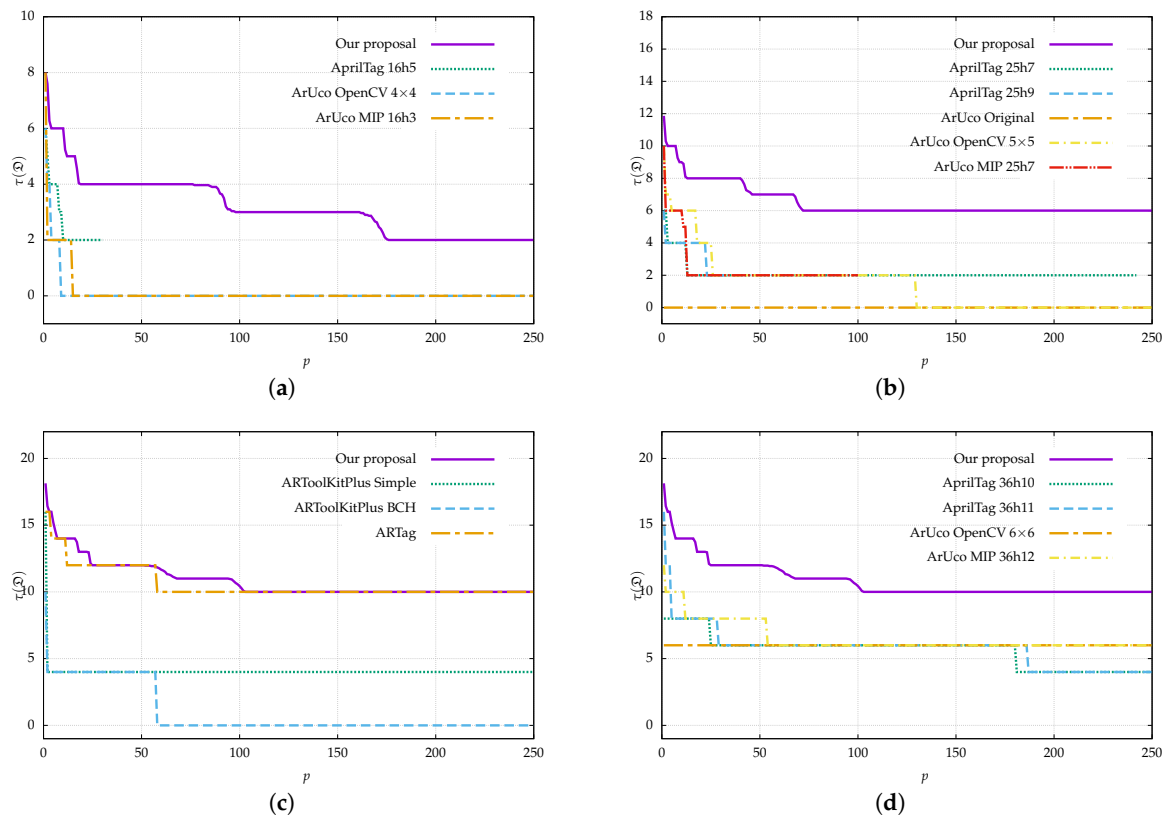 10
8
6
4
2
0
τ(𝔇)
Our proposal
AprilTag 16h5
ArUco OpenCV 4×4
ArUco MIP 16h3
0 50 100 150 200 250
p
(a)
18
16
14
12
10
8
6
4
2
0
τ(𝔇)
Our proposal
AprilTag 25h7
AprilTag 25h9
ArUco Original
ArUco OpenCV 5×5
ArUco MIP 25h7
0 50 100 150 200 250
p
(b)
20
15
10
5
0
τ(𝔇)
Our proposal
ARToolKitPlus Simple
ARToolKitPlus BCH
ARTag
0 50 100 150 200 250
p
(c)
20
15
10
5
0
τ(𝔇)
Our proposal
AprilTag 36h10
AprilTag 36h11
ArUco OpenCV 6×6
ArUco MIP 36h12
0 50 100 150 200 250
p
(d)